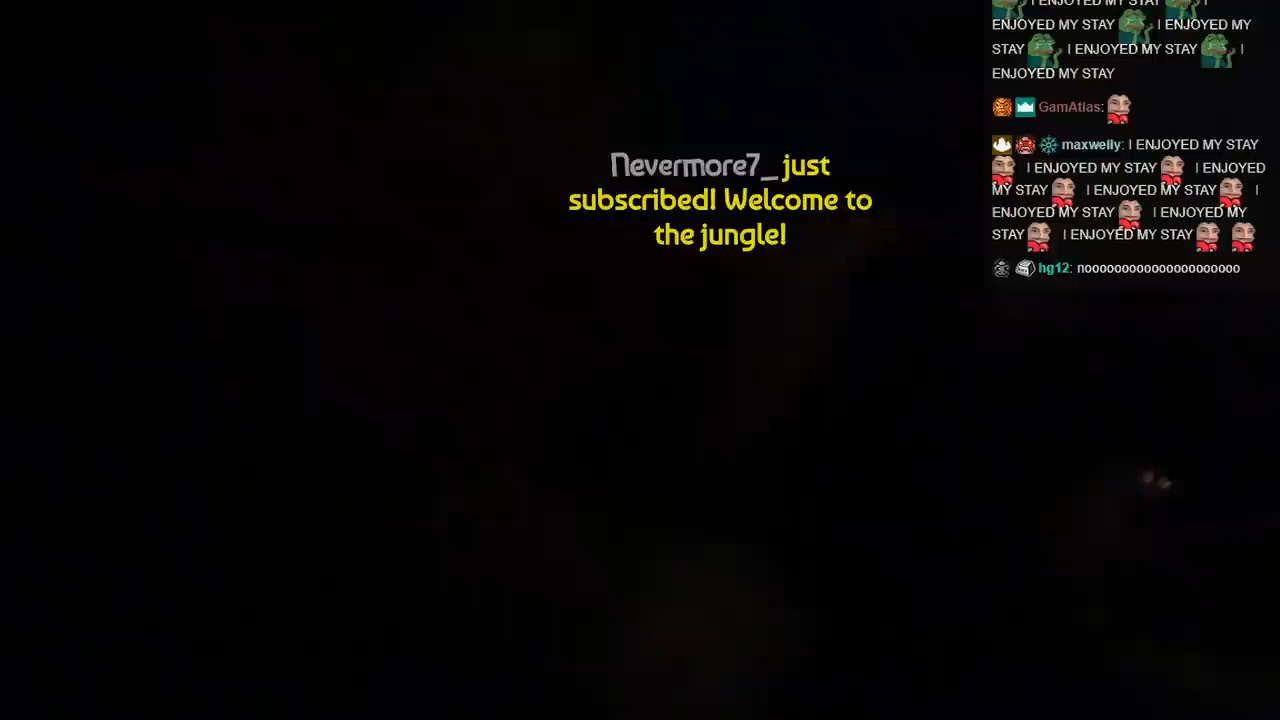 I ENJOYED MY STAY I
ENJOYED MY STAY I ENJOYED MY
STAY I ENJOYED MY STAY I
ENJOYED MY STAY
GamAtlas:
maxwelly: I ENJOYED MY STAY
I ENJOYED MY STAY I ENJOYED
MY STAY I ENJOYED MY STAY I
ENJOYED MY STAY I ENJOYED MY
STAY I ENJOYED MY STAY
hg12: noooooooooooooooooooooo
Nevermore7_ just
subscribed! Welcome to
the jungle!